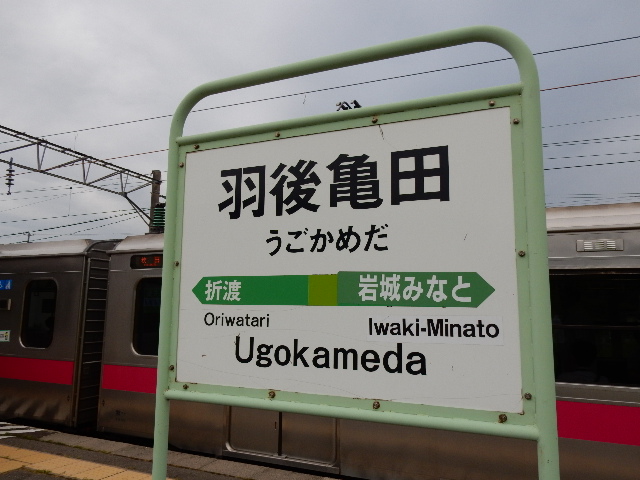 羽後亀田
うごかめだ
折渡
岩城みなと
Oriwatari
Iwaki-Minato
Ugokameda